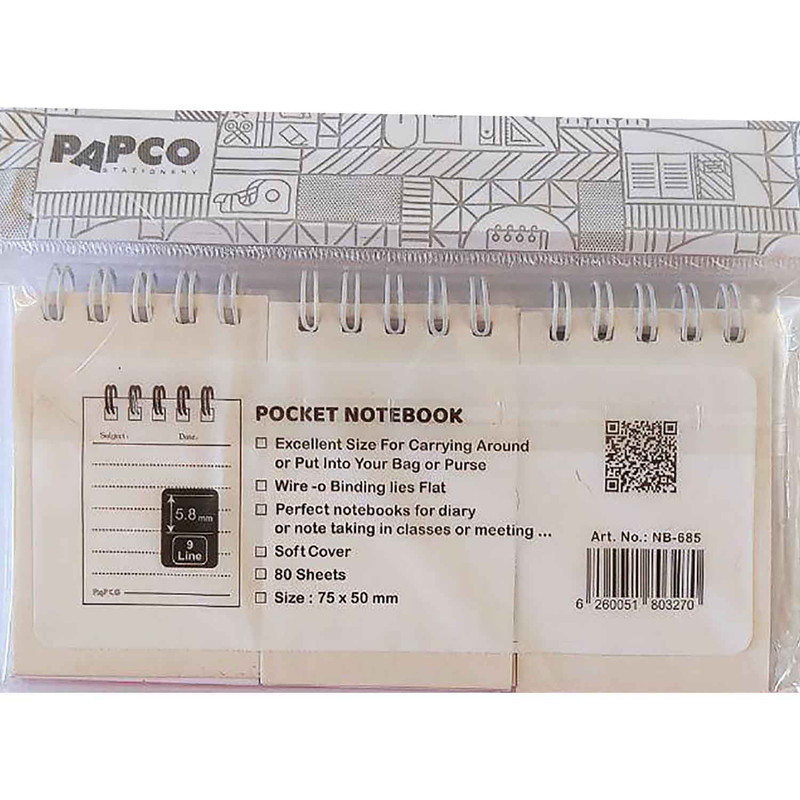 PAPCO
STATIONERY
POCKET NOTEBOOK
Excellent Size For Carrying Around
or Put Into Your Bag or Purse
Wire -o Binding lies Flat
Perfect notebooks for diary
or note taking in classes or meeting ...
Soft Cover
80 Sheets
Size : 75 x 50 mm
Subject: Date:
5.8 mm
9
Line
PAPCO
Art. No.: NB-685
6 260051 803270